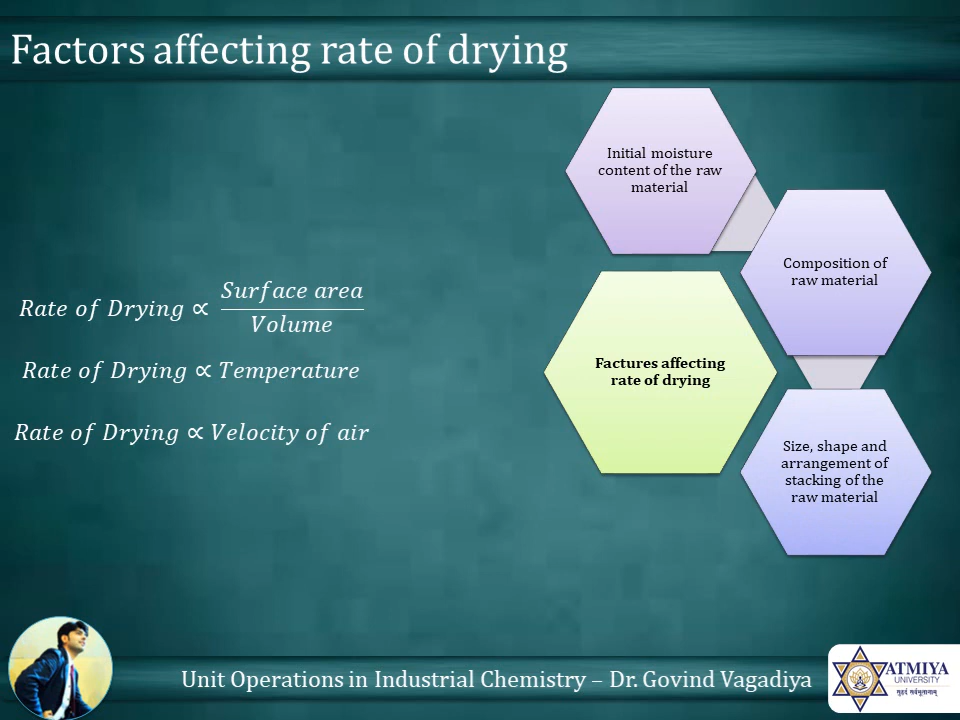 Factors affecting rate of drying
Initial moisture
content of the raw
material
Composition of
raw material
Rate of Drying ∝ Surface area / Volume
Rate of Drying ∝ Temperature
Rate of Drying ∝ Velocity of air
Factures affecting
rate of drying
Size, shape and
arrangement of
stacking of the
raw material
Unit Operations in Industrial Chemistry – Dr. Govind Vagadiya
ATMIYA
UNIVERSITY
सुहृदं सर्वभूतानाम्